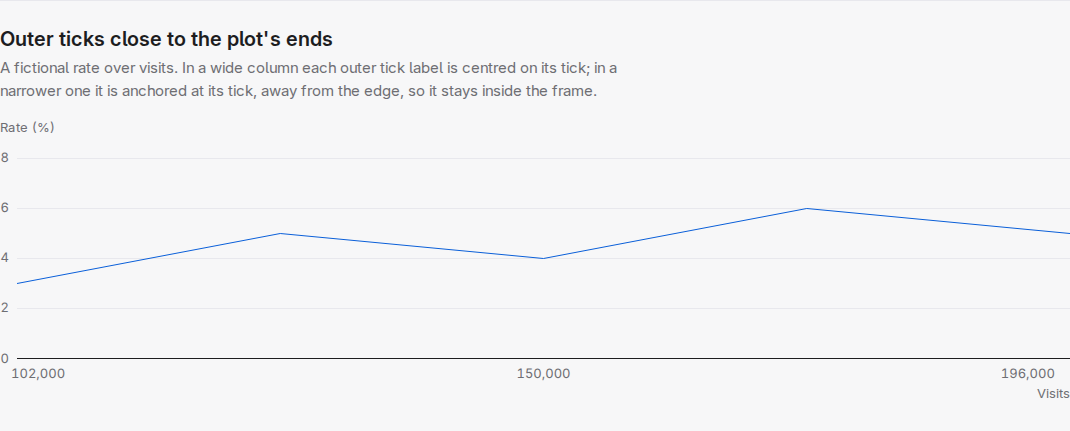 Outer ticks close to the plot's ends
A fictional rate over visits. In a wide column each outer tick label is centred on its tick; in a
narrower one it is anchored at its tick, away from the edge, so it stays inside the frame.
Rate (%)
8
6
4
2
0
102,000 150,000 196,000
Visits